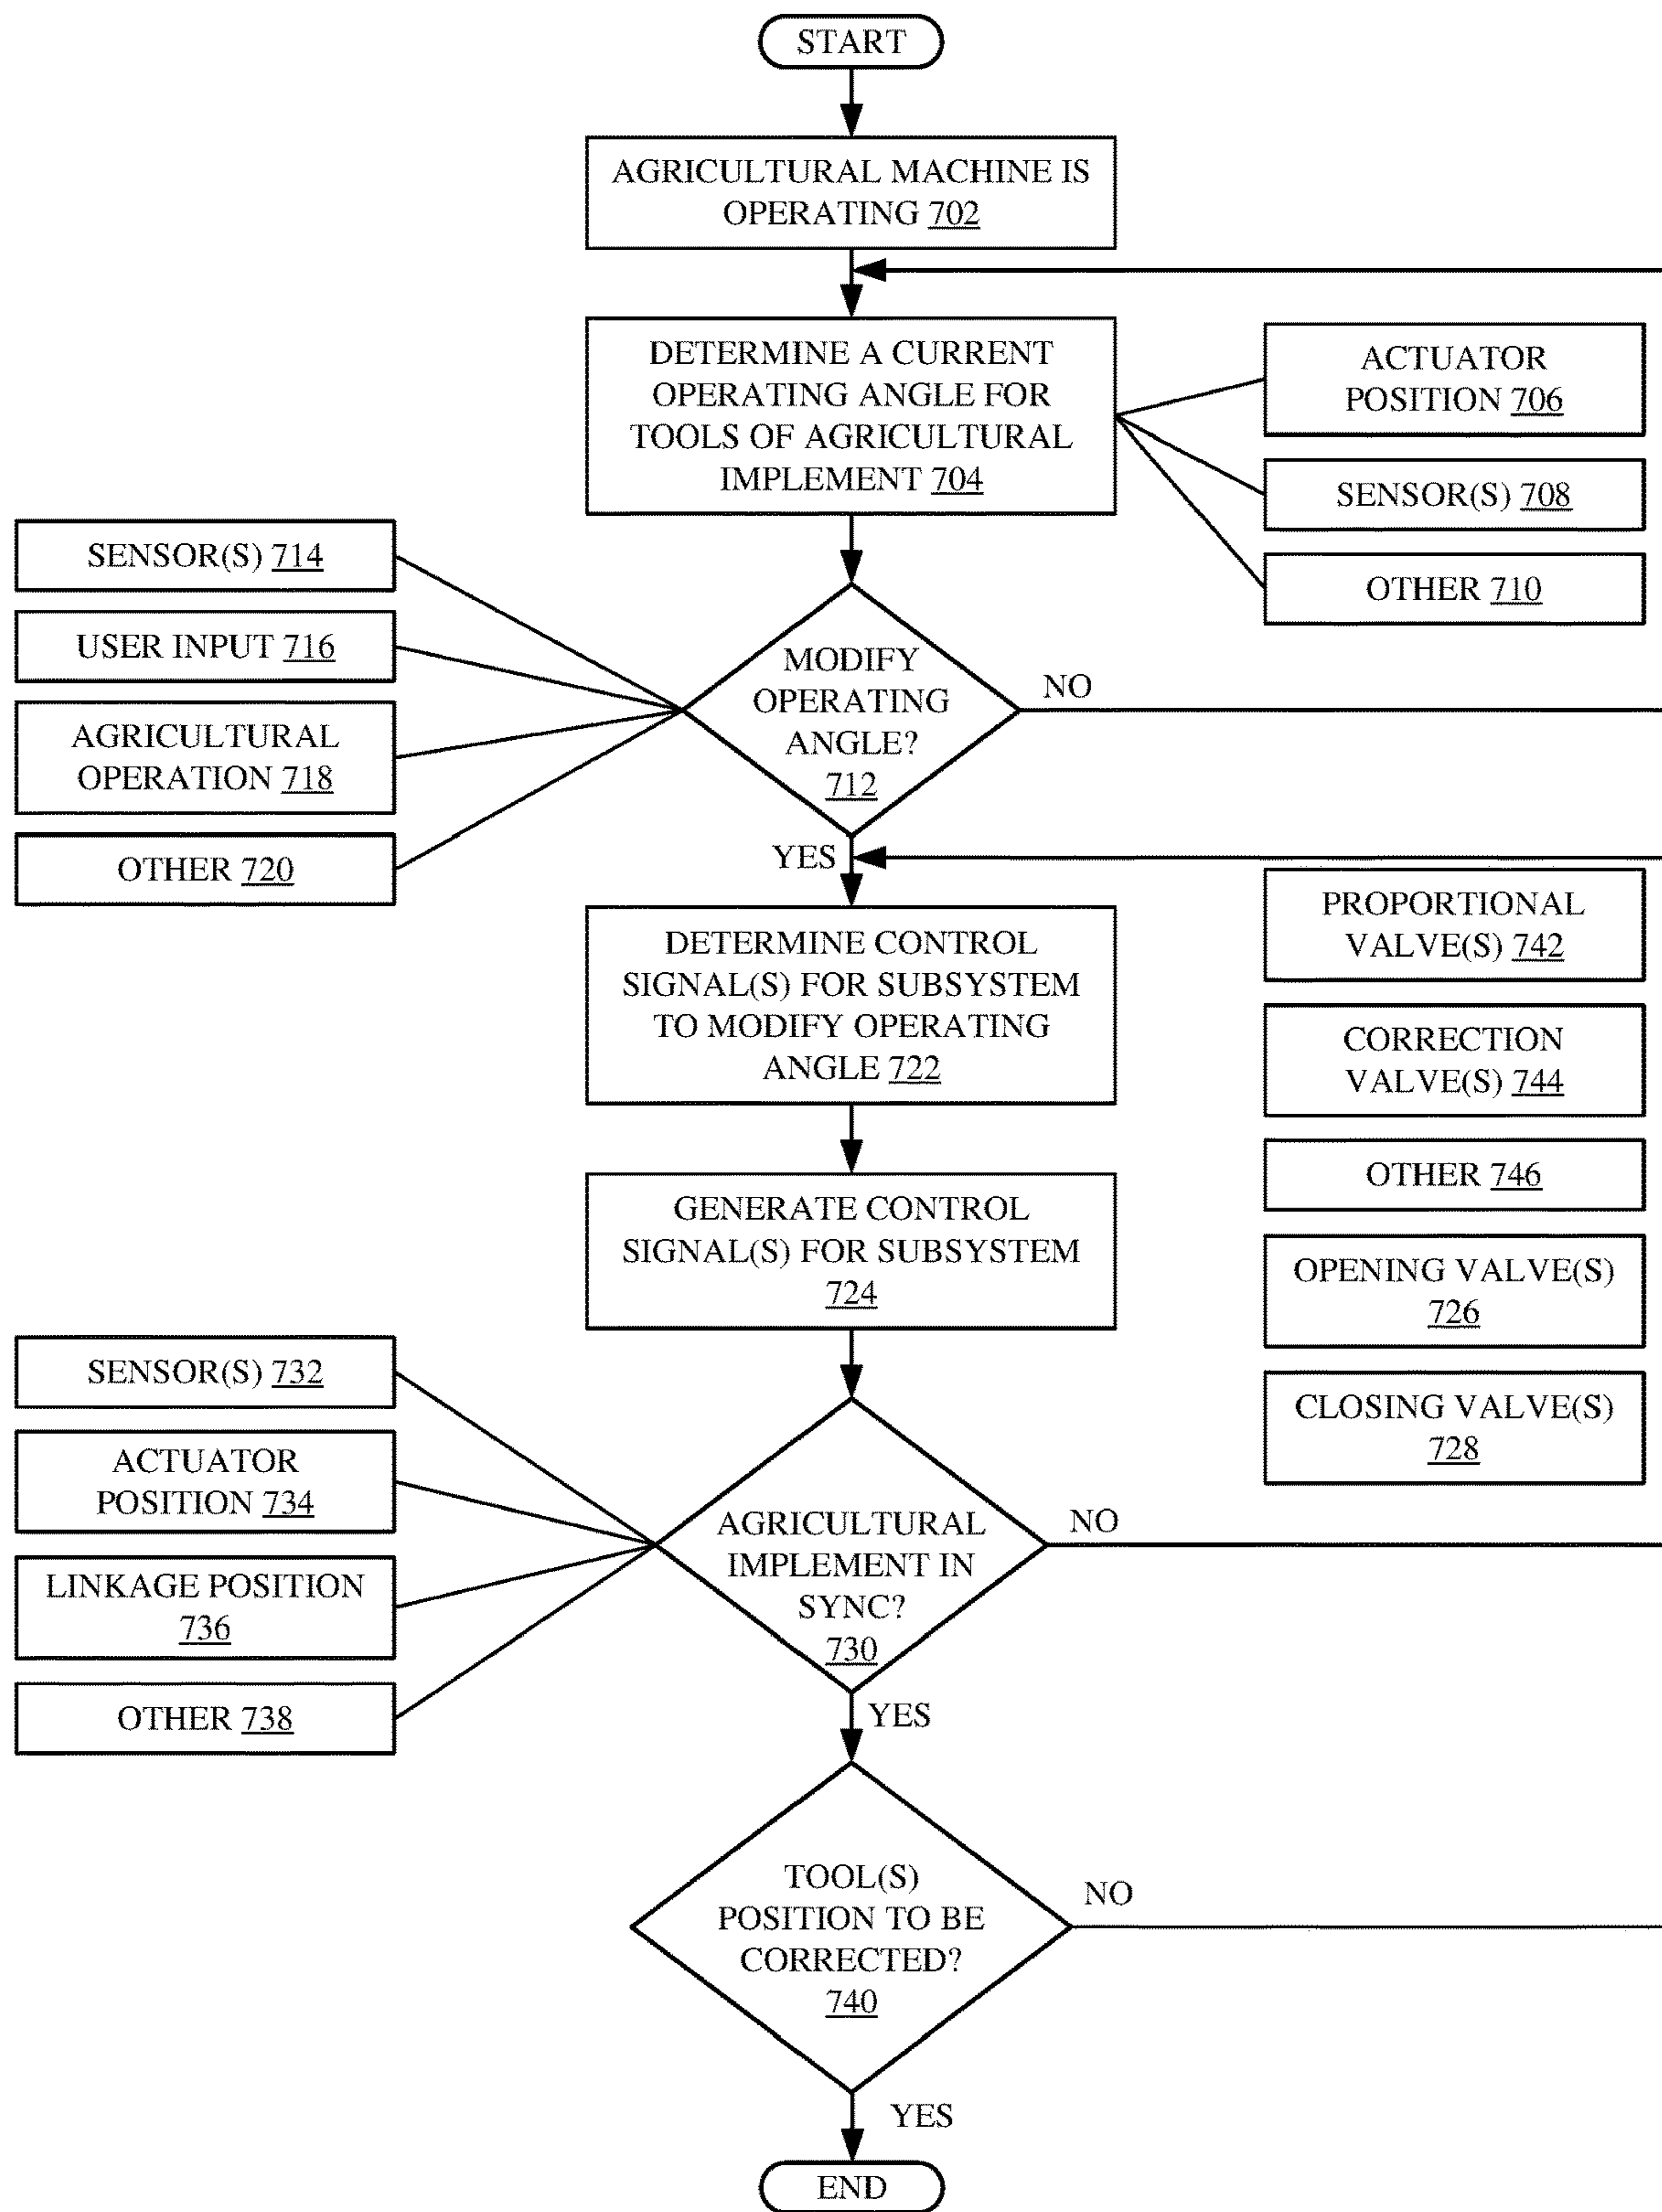 START
AGRICULTURAL MACHINE IS
OPERATING 702
DETERMINE A CURRENT
OPERATING ANGLE FOR
TOOLS OF AGRICULTURAL
IMPLEMENT 704
ACTUATOR
POSITION 706
SENSOR(S) 708
OTHER 710
SENSOR(S) 714
USER INPUT 716
AGRICULTURAL
OPERATION 718
OTHER 720
MODIFY
OPERATING
ANGLE?
712
NO
YES
DETERMINE CONTROL
SIGNAL(S) FOR SUBSYSTEM
TO MODIFY OPERATING
ANGLE 722
PROPORTIONAL
VALVE(S) 742
CORRECTION
VALVE(S) 744
OTHER 746
OPENING VALVE(S)
726
CLOSING VALVE(S)
728
GENERATE CONTROL
SIGNAL(S) FOR SUBSYSTEM
724
SENSOR(S) 732
ACTUATOR
POSITION 734
LINKAGE POSITION
736
OTHER 738
AGRICULTURAL
IMPLEMENT IN
SYNC?
730
NO
YES
TOOL(S)
POSITION TO BE
CORRECTED?
740
NO
YES
END